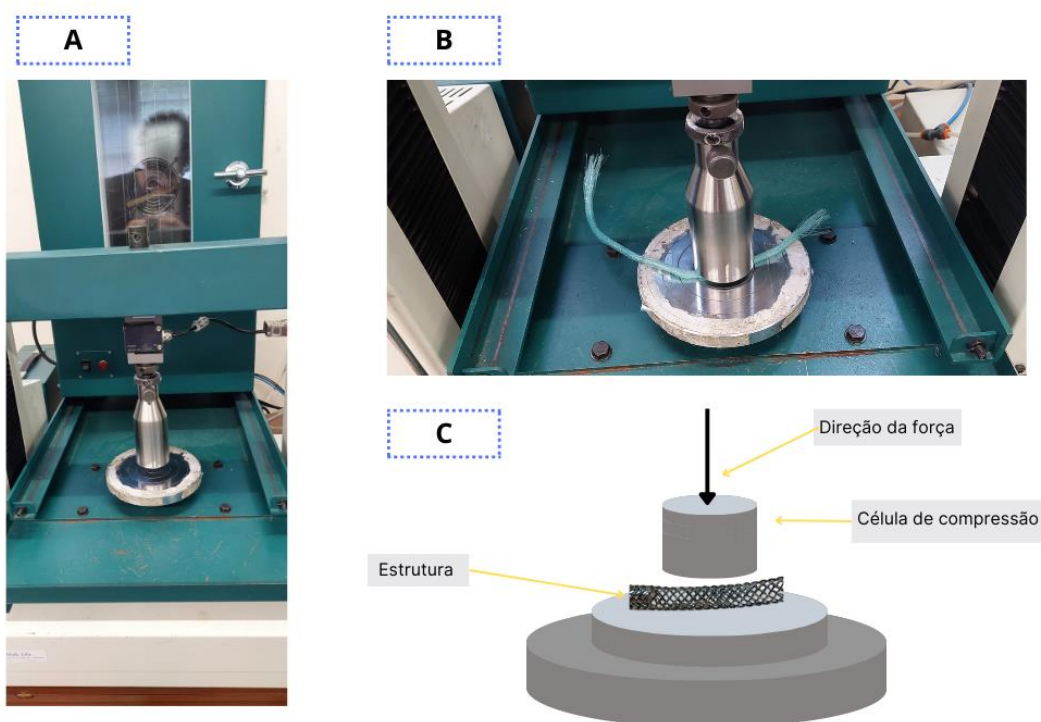 A
B
C
Direção da força
Célula de compressão
Estrutura